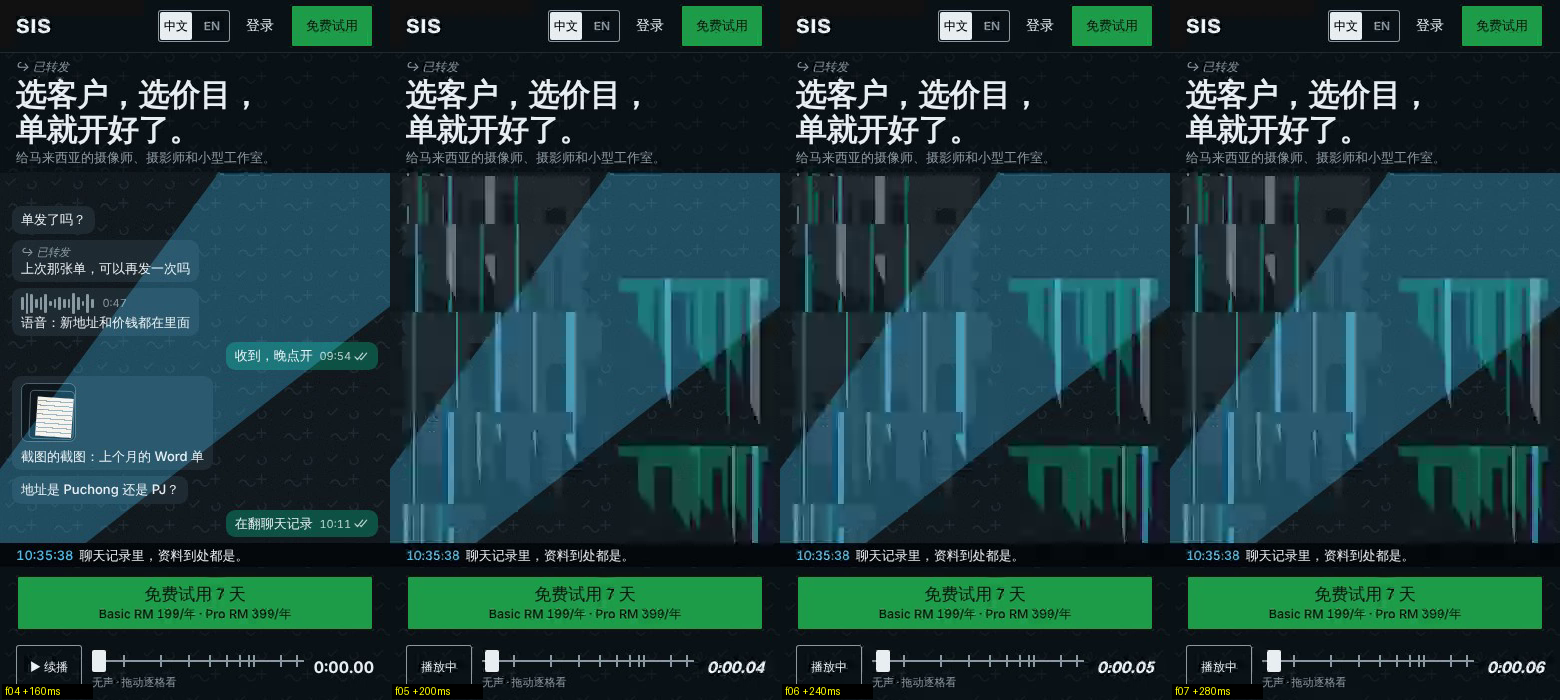 SIS 中文 EN 登录 免费试用
↪ 已转发
选客户，选价目，
单就开好了。
给马来西亚的摄像师、摄影师和小型工作室。
单发了吗？
↪ 已转发
上次那张单，可以再发一次吗
0:47
语音：新地址和价钱都在里面
收到，晚点开 09:54
截图的截图：上个月的 Word 单
地址是 Puchong 还是 PJ？
在翻聊天记录 10:11
10:35:38 聊天记录里，资料到处都是。
免费试用 7 天
Basic RM 199/年 · Pro RM 399/年
▶ 续播 0:00.00
无声 · 拖动逐格看
f04 +160ms
SIS 中文 EN 登录 免费试用
↪ 已转发
选客户，选价目，
单就开好了。
给马来西亚的摄像师、摄影师和小型工作室。
10:35:38 聊天记录里，资料到处都是。
免费试用 7 天
Basic RM 199/年 · Pro RM 399/年
播放中 0:00.04
无声 · 拖动逐格看
f05 +200ms
SIS 中文 EN 登录 免费试用
↪ 已转发
选客户，选价目，
单就开好了。
给马来西亚的摄像师、摄影师和小型工作室。
10:35:38 聊天记录里，资料到处都是。
免费试用 7 天
Basic RM 199/年 · Pro RM 399/年
播放中 0:00.05
无声 · 拖动逐格看
f06 +240ms
SIS 中文 EN 登录 免费试用
↪ 已转发
选客户，选价目，
单就开好了。
给马来西亚的摄像师、摄影师和小型工作室。
10:35:38 聊天记录里，资料到处都是。
免费试用 7 天
Basic RM 199/年 · Pro RM 399/年
播放中 0:00.06
无声 · 拖动逐格看
f07 +280ms